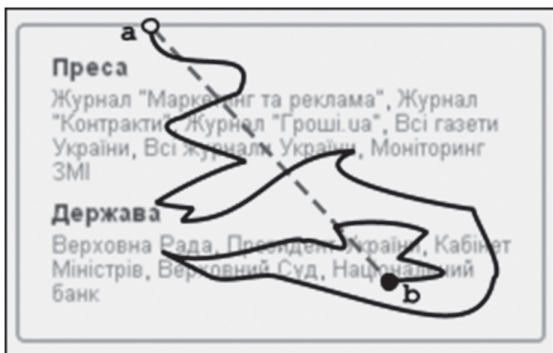 a
Преса
Журнал "Маркетинг та реклама", Журнал
"Контракти", Журнал "Гроші.ua", Всі газети
України, Всі журнали України, Моніторинг
ЗМІ
Держава
Верховна Рада, Президент України, Кабінет
Міністрів, Верховний Суд, Національний
банк
b